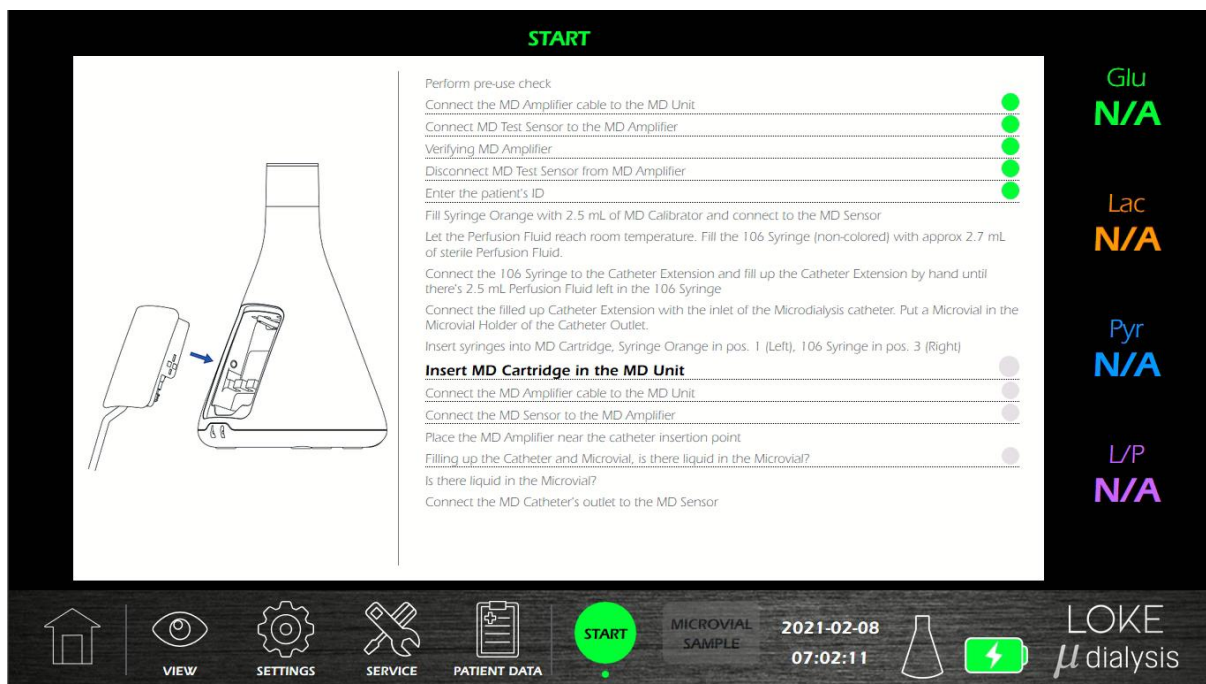 START
Perform pre-use check
Connect the MD Amplifier cable to the MD Unit
Connect MD Test Sensor to the MD Amplifier
Verifying MD Amplifier
Disconnect MD Test Sensor from MD Amplifier
Enter the patient's ID
Fill Syringe Orange with 2.5 mL of MD Calibrator and connect to the MD Sensor
Let the Perfusion Fluid reach room temperature. Fill the 106 Syringe (non-colored) with approx 2.7 mL
of sterile Perfusion Fluid.
Connect the 106 Syringe to the Catheter Extension and fill up the Catheter Extension by hand until
there's 2.5 mL Perfusion Fluid left in the 106 Syringe
Connect the filled up Catheter Extension with the inlet of the Microdialysis catheter. Put a Microvial in the
Microvial Holder of the Catheter Outlet.
Insert syringes into MD Cartridge, Syringe Orange in pos. 1 (Left), 106 Syringe in pos. 3 (Right)
Insert MD Cartridge in the MD Unit
Connect the MD Amplifier cable to the MD Unit
Connect the MD Sensor to the MD Amplifier
Place the MD Amplifier near the catheter insertion point
Filling up the Catheter and Microvial, is there liquid in the Microvial?
Is there liquid in the Microvial?
Connect the MD Catheter's outlet to the MD Sensor
Glu
N/A
Lac
N/A
Pyr
N/A
L/P
N/A
VIEW
SETTINGS
SERVICE
PATIENT DATA
START
MICROVIAL
SAMPLE
2021-02-08
07:02:11
LOKE
μ dialysis